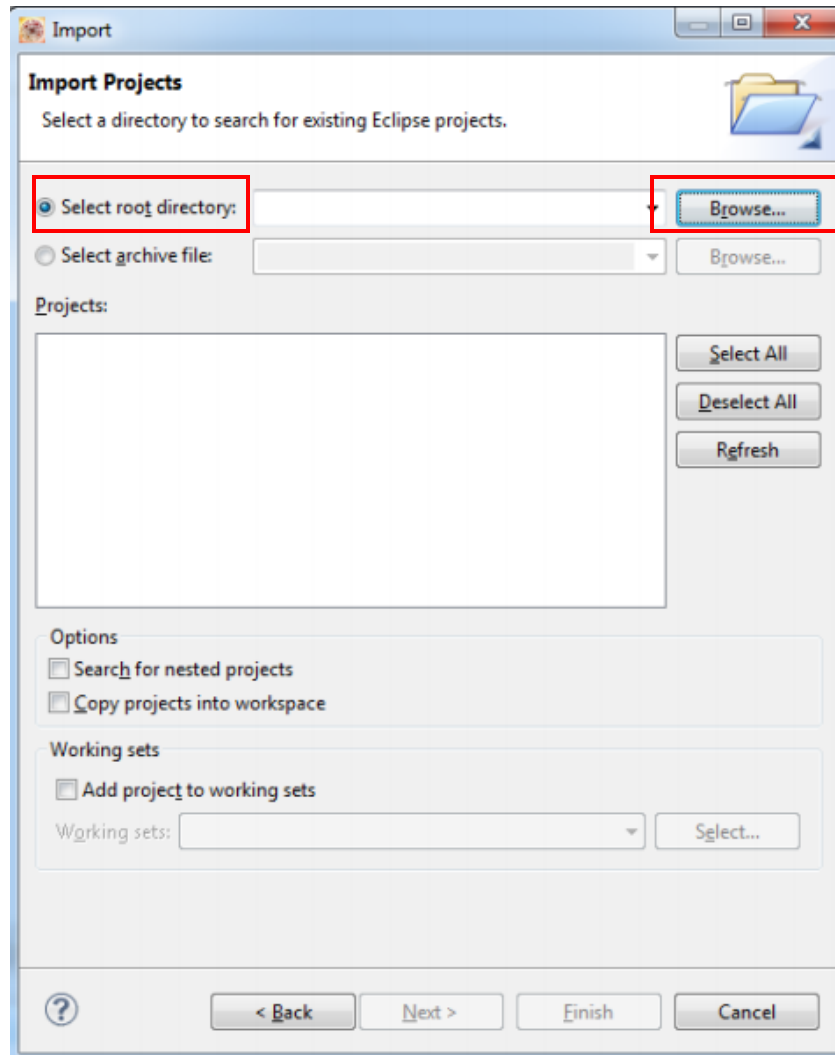 Import
Import Projects
Select a directory to search for existing Eclipse projects.
Select root directory:
Browse...
Select archive file:
Browse...
Projects:
Select All
Deselect All
Refresh
Options
Search for nested projects
Copy projects into workspace
Working sets
Add project to working sets
Working sets:
Select...
?
< Back
Next >
Finish
Cancel